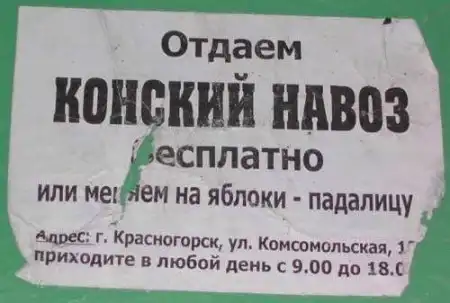 Отдаем
КОНСКИЙ НАВОЗ
бесплатно
или меняем на яблоки - падалицу
Адрес: г. Красногорск, ул. Комсомольская,
приходите в любой день с 9.00 до 18.0